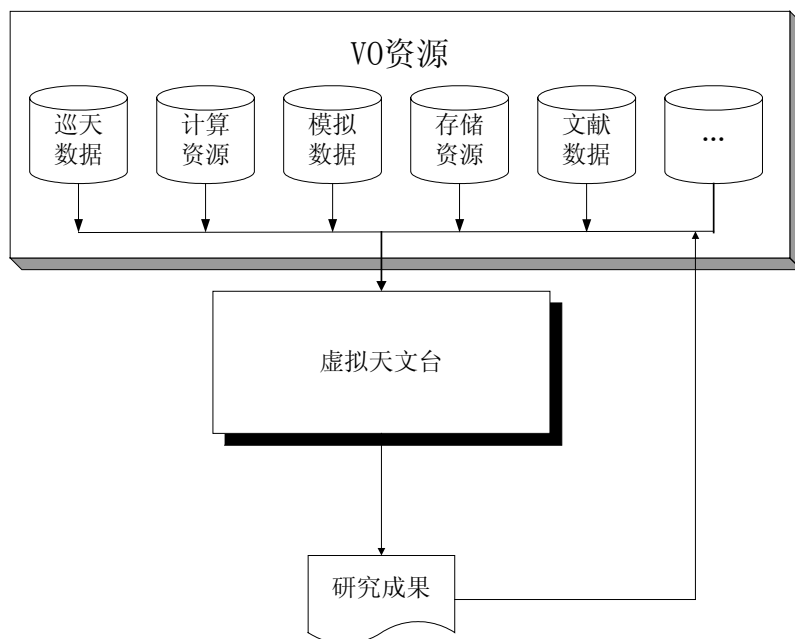 VO资源
巡天
数据
计算
资源
模拟
数据
存储
资源
文献
数据
...
虚拟天文台
研究成果